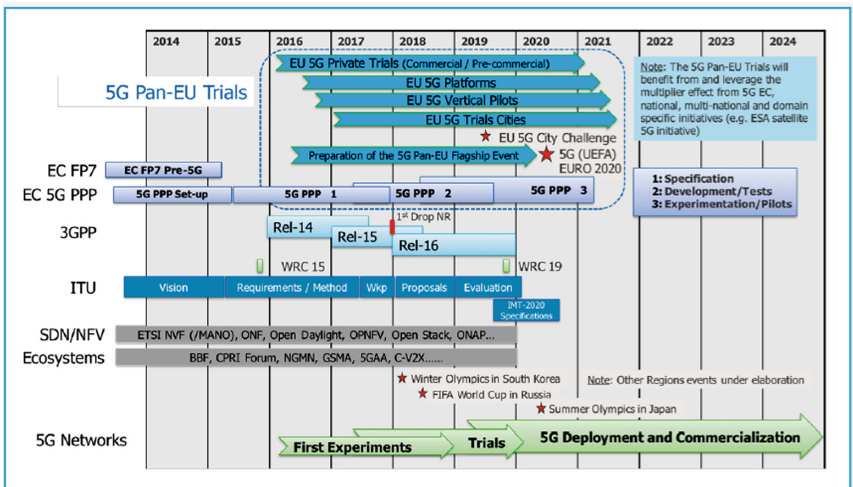 2014 2015 2016 2017 2018 2019 2020 2021 2022 2023 2024
5G Pan-EU Trials
EU 5G Private Trials (Commercial / Pre-commercial)
EU 5G Platforms
EU 5G Vertical Pilots
EU 5G Trials Cities
EU 5G City Challenge
Preparation of the 5G Pan-EU Flagship Event
5G (UEFA)
EURO 2020
Note: The 5G Pan-EU Trials will
benefit from and leverage the
multiplier effect from 5G EC,
national, multi-national and domain
specific initiatives (e.g. ESA satellite
5G initiative)
EC FP7
EC FP7 Pre-5G
EC 5G PPP
5G PPP Set-up
5G PPP 1
5G PPP 2
5G PPP 3
1: Specification
2: Development/Tests
3: Experimentation/Pilots
3GPP
Rel-14
Rel-15
1st Drop NR
Rel-16
WRC 15
WRC 19
ITU
Vision
Requirements / Method
Wkp
Proposals
Evaluation
IMT-2020
Specifications
SDN/NFV
ETSI NVF (/MANO), ONF, Open Daylight, OPNFV, Open Stack, ONAP...
Ecosystems
BBF, CPRI Forum, NGMN, GSMA, 5GAA, C-V2X......
Winter Olympics in South Korea
Note: Other Regions events under elaboration
FIFA World Cup in Russia
Summer Olympics in Japan
5G Networks
First Experiments
Trials
5G Deployment and Commercialization